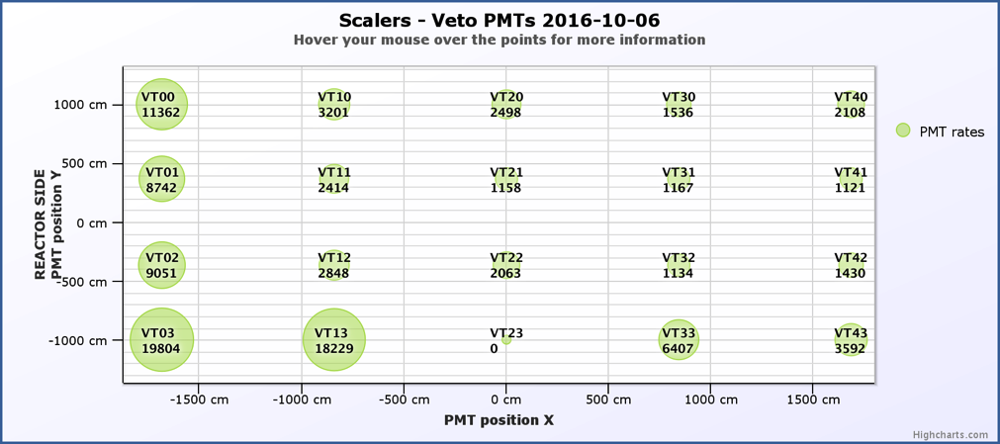 Scalers - Veto PMTs 2016-10-06
Hover your mouse over the points for more information
REACTOR SIDE
PMT position Y
1000 cm
500 cm
0 cm
-500 cm
-1000 cm
VT00 VT10 VT20 VT30 VT40
11362 3201 2498 1536 2108
VT01 VT11 VT21 VT31 VT41
8742 2414 1158 1167 1121
VT02 VT12 VT22 VT32 VT42
9051 2848 2063 1134 1430
VT03 VT13 VT23 VT33 VT43
19804 18229 0 6407 3592
PMT rates
-1500 cm -1000 cm -500 cm 0 cm 500 cm 1000 cm 1500 cm
PMT position X
Highcharts.com